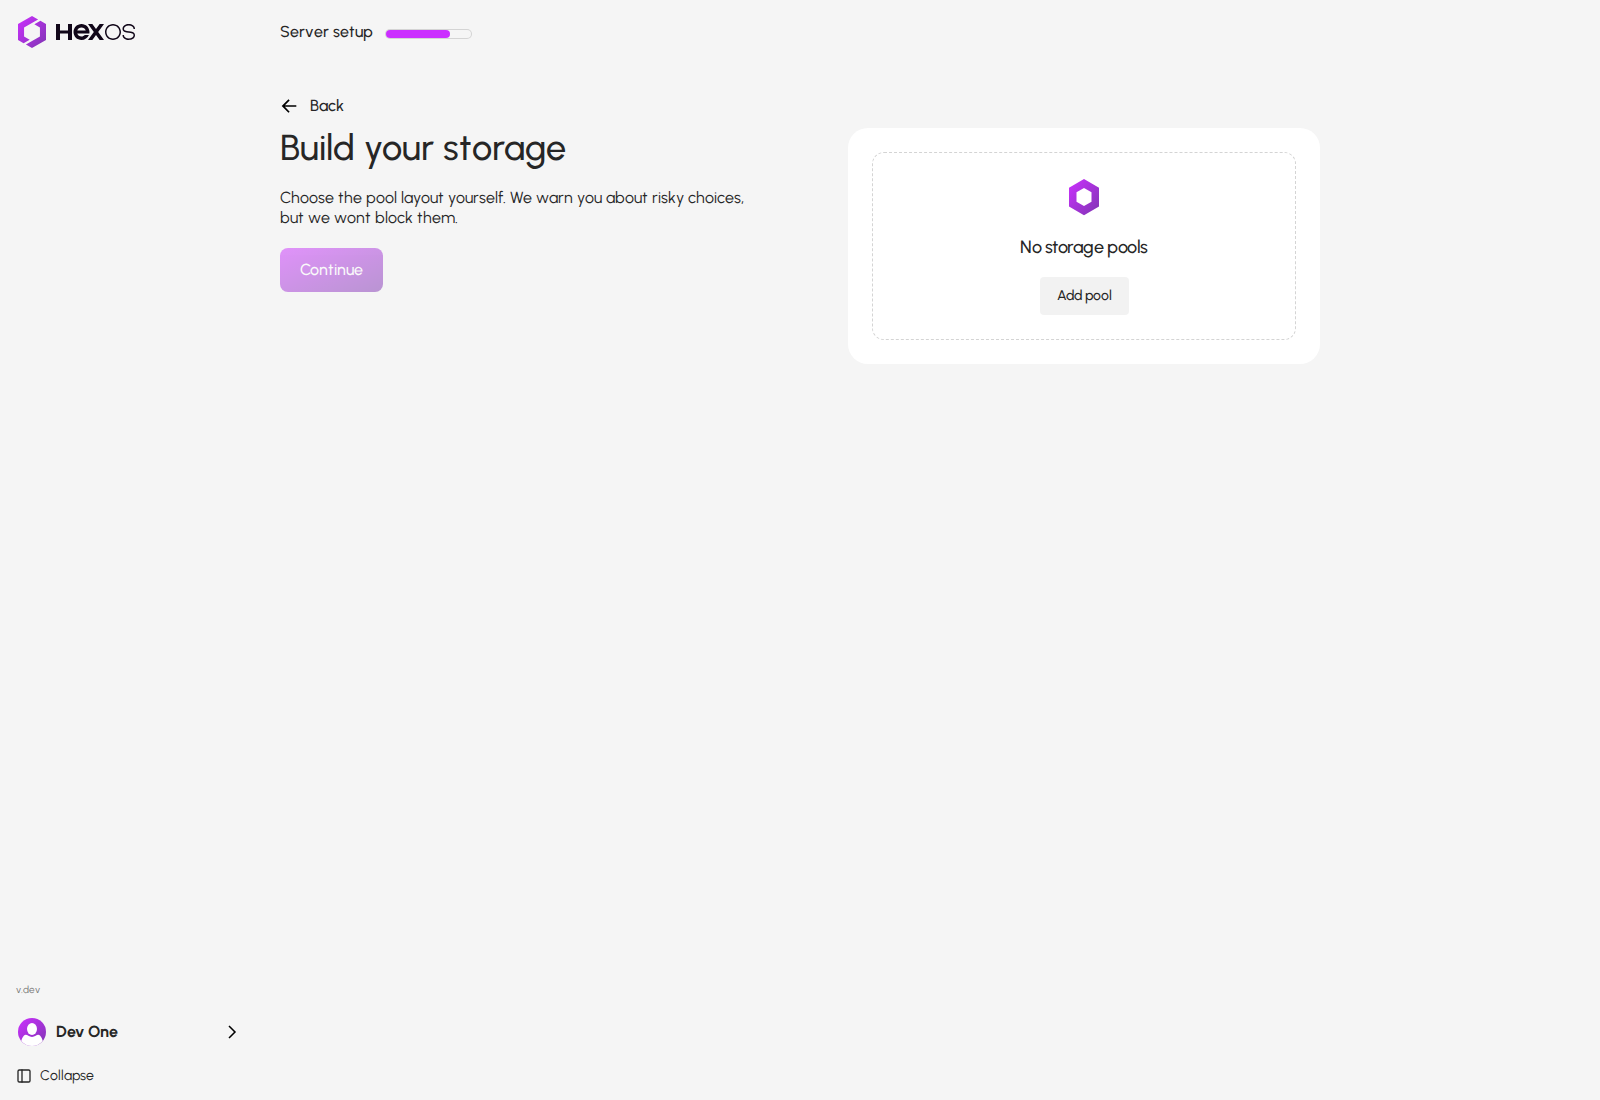 HexOS
Server setup
Back
Build your storage
Choose the pool layout yourself. We warn you about risky choices,
but we wont block them.
Continue
No storage pools
Add pool
v.dev
Dev One
Collapse